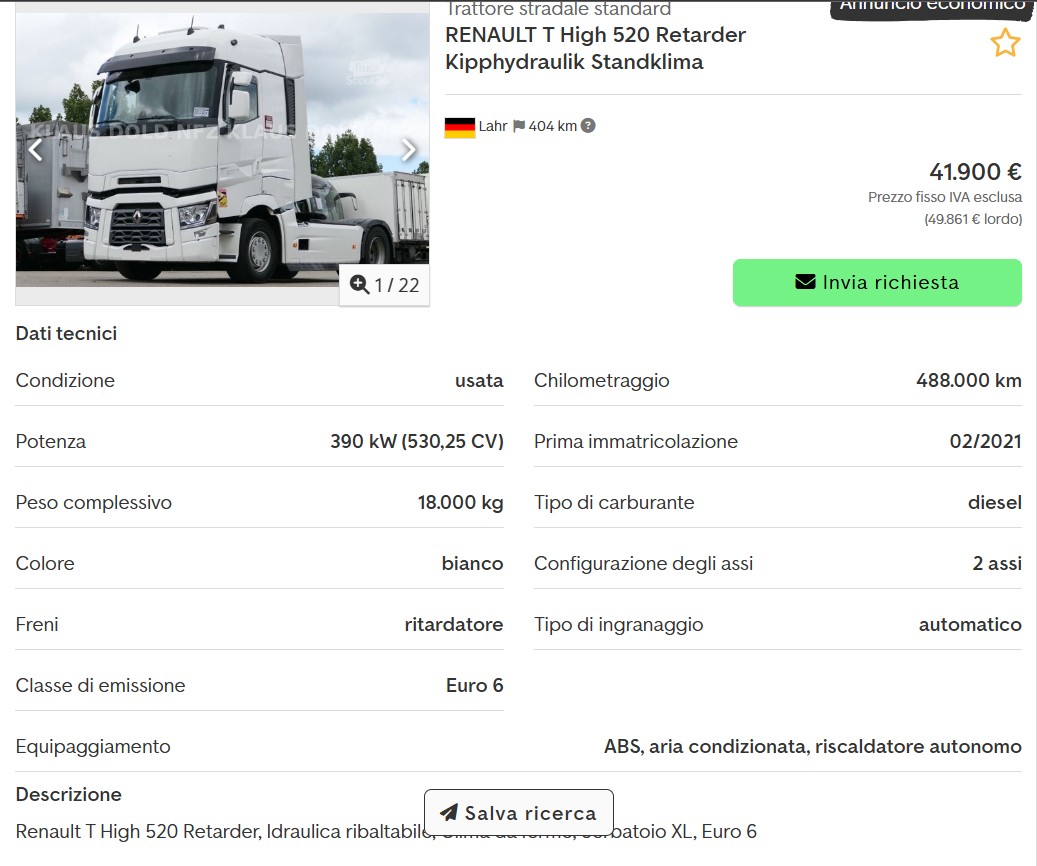 Trattore stradale standard
Annuncio economico
RENAULT T High 520 Retarder
Kipphydraulik Standklima
Lahr 404 km ?
KLAUS DOLD NFZ KLAUS
41.900 €
Prezzo fisso IVA esclusa
(49.861 € lordo)
1 / 22
Invia richiesta
Dati tecnici
Condizione usata
Chilometraggio 488.000 km
Potenza 390 kW (530,25 CV)
Prima immatricolazione 02/2021
Peso complessivo 18.000 kg
Tipo di carburante diesel
Colore bianco
Configurazione degli assi 2 assi
Freni ritardatore
Tipo di ingranaggio automatico
Classe di emissione Euro 6
Equipaggiamento ABS, aria condizionata, riscaldatore autonomo
Descrizione
Salva ricerca
Renault T High 520 Retarder, Idraulica ribaltabile, XL, Euro 6